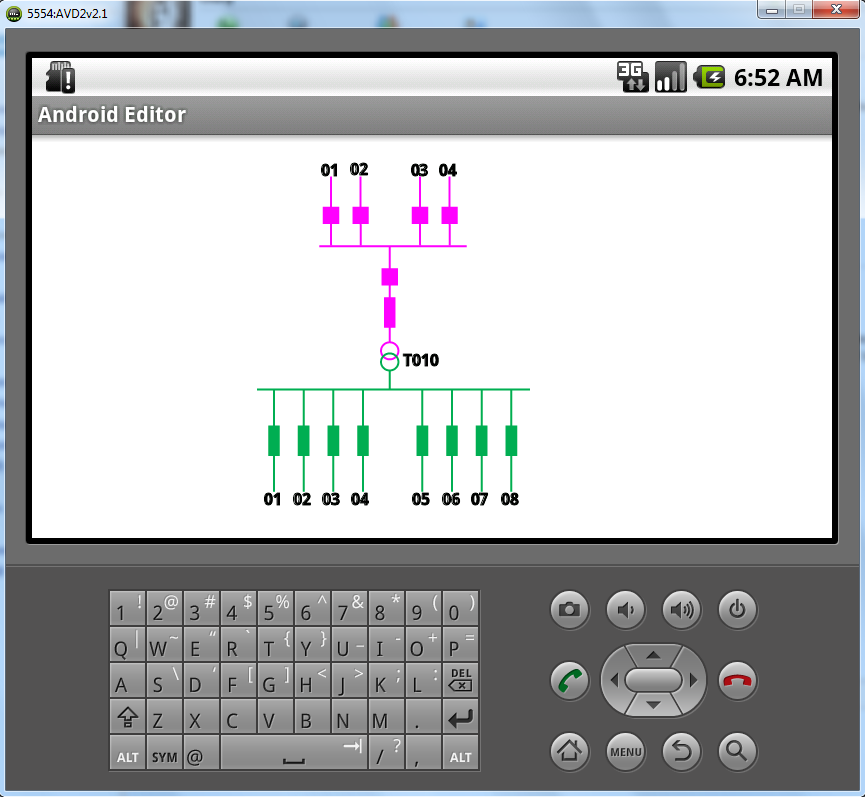 5554:AVD2v2.1
3G 6:52 AM
Android Editor
01 02 03 04
T010
01 02 03 04 05 06 07 08
1 ! 2 @ 3 # 4 $ 5 % 6 ^ 7 & 8 * 9 ( 0 )
Q | W ~ E “ R ` T { Y } U _ I - O + P =
A S \ D ‘ F [ G ] H < J > K ; L : DEL
Z X C V B N M .
ALT SYM @ / ? , ALT
MENU